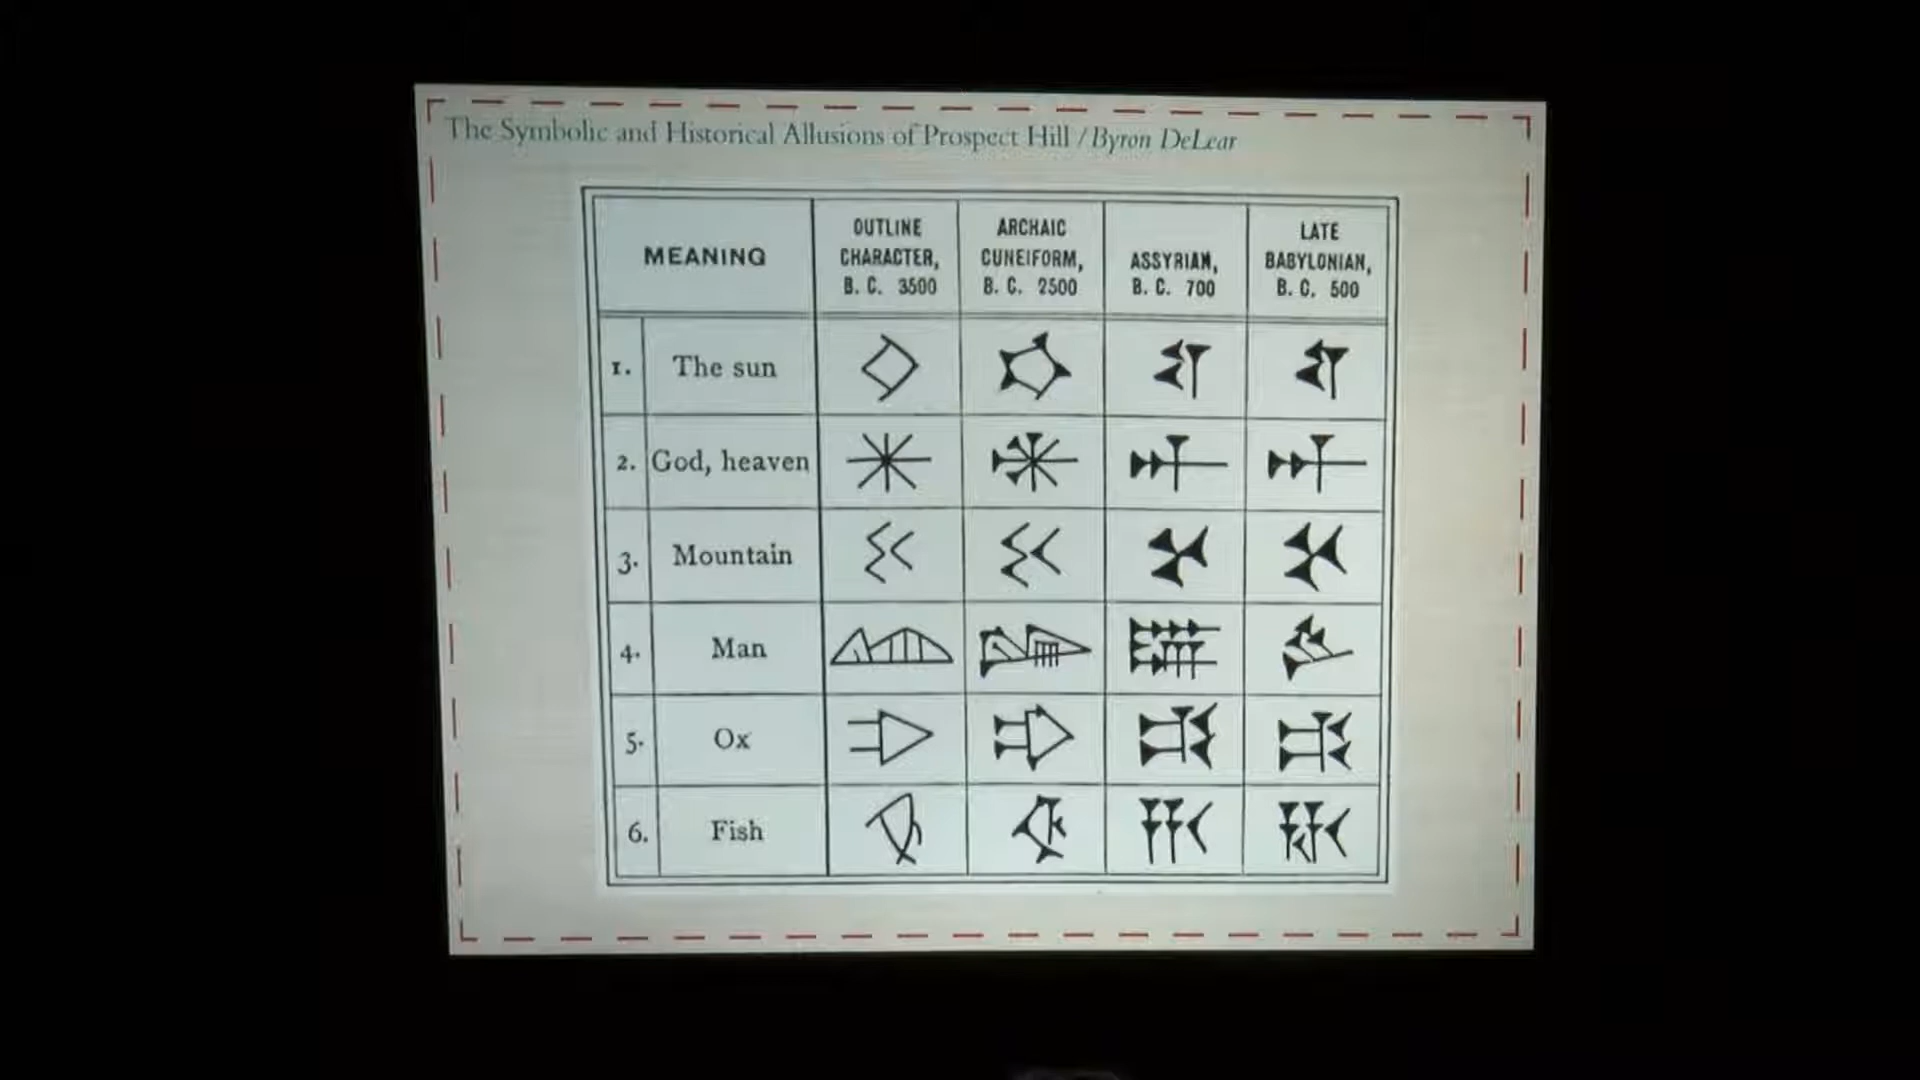 The Symbolic and Historical Allusions of Prospect Hill / Byron DeLear
MEANING
OUTLINE CHARACTER, B. C. 3500
ARCHAIC CUNEIFORM, B. C. 2500
ASSYRIAN, B. C. 700
LATE BABYLONIAN, B. C. 500
1. The sun
2. God, heaven
3. Mountain
4. Man
5. Ox
6. Fish